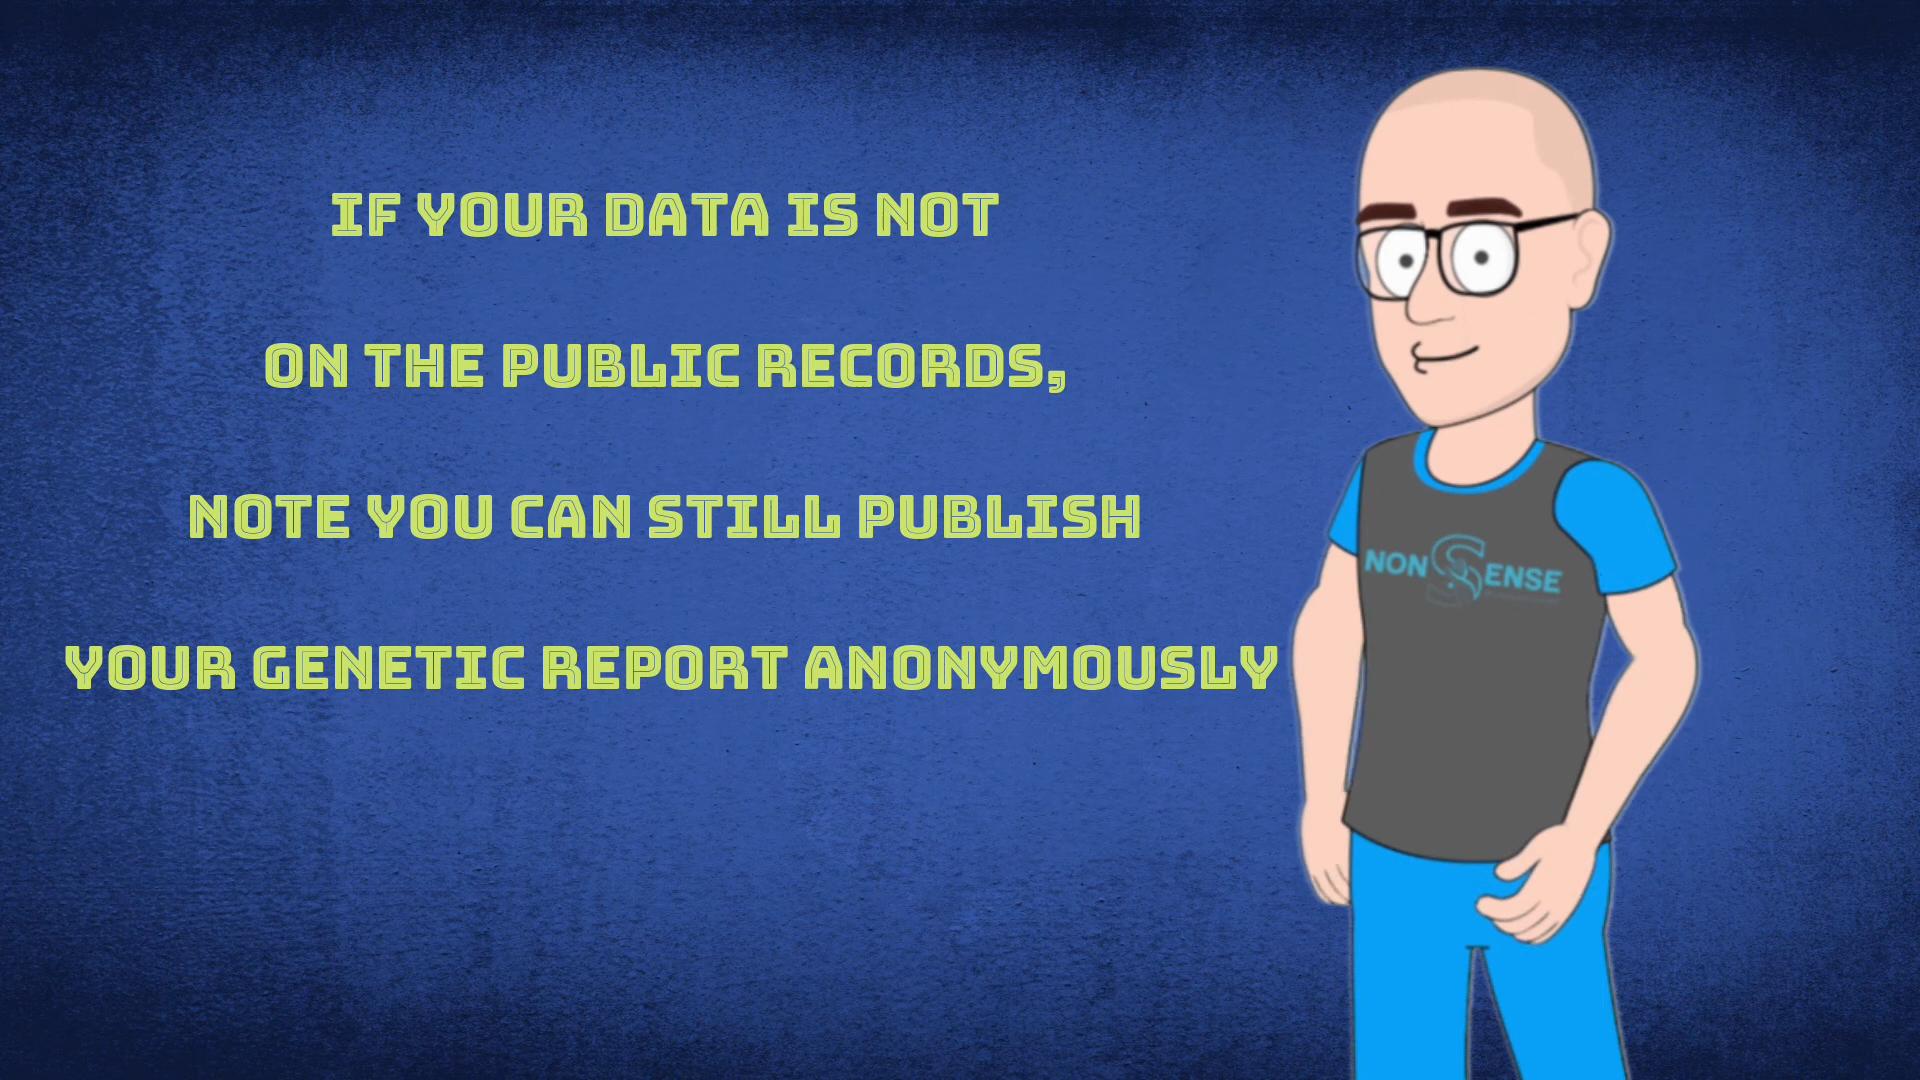 IF YOUR DATA IS NOT
ON THE PUBLIC RECORDS,
NOTE YOU CAN STILL PUBLISH
YOUR GENETIC REPORT ANONYMOUSLY
NONSENSE